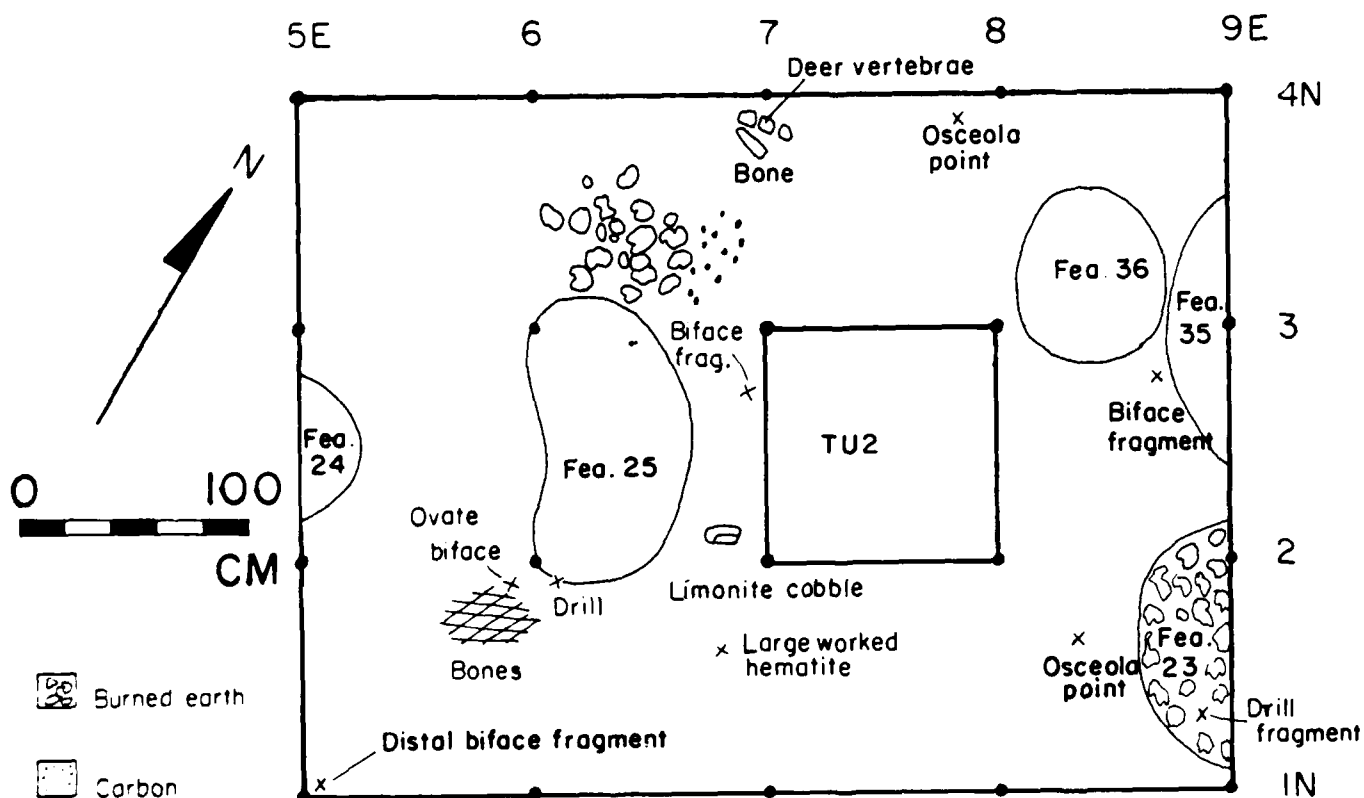 5E 6 7 8 9E
Deer vertebrae
4N
N
Osceola
point
Bone
Fea. 36
Fea.
35
3
Biface
frag.
Biface
fragment
Fea.
24
TU2
Fea. 25
0 100
CM
Ovate
biface
2
Limonite cobble
Drill
Large worked
hematite
Fea.
23
Osceola
point
Bones
Burned earth
Drill
fragment
Distal biface fragment
Carbon
1N